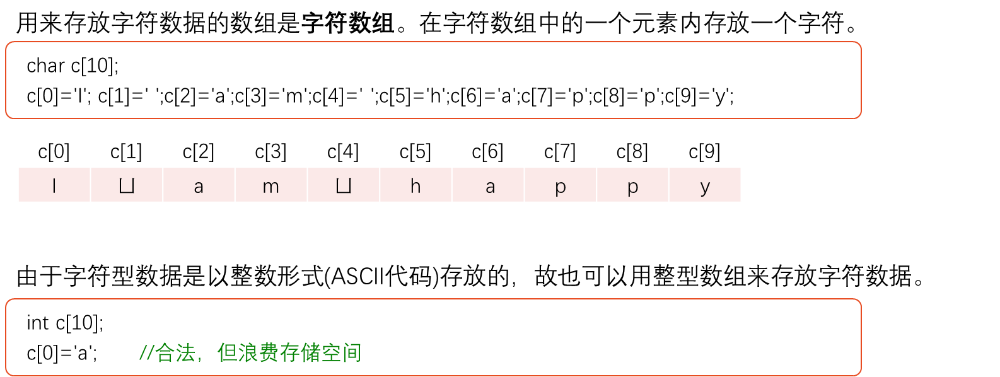 用来存放字符数据的数组是字符数组。在字符数组中的一个元素内存放一个字符。
char c[10];
c[0]='I'; c[1]=' ';c[2]='a';c[3]='m';c[4]=' ';c[5]='h';c[6]='a';c[7]='p';c[8]='p';c[9]='y';
c[0] c[1] c[2] c[3] c[4] c[5] c[6] c[7] c[8] c[9]
I ⊔ a m ⊔ h a p p y
由于字符型数据是以整数形式(ASCII代码)存放的，故也可以用整型数组来存放字符数据。
int c[10];
c[0]='a'; //合法，但浪费存储空间